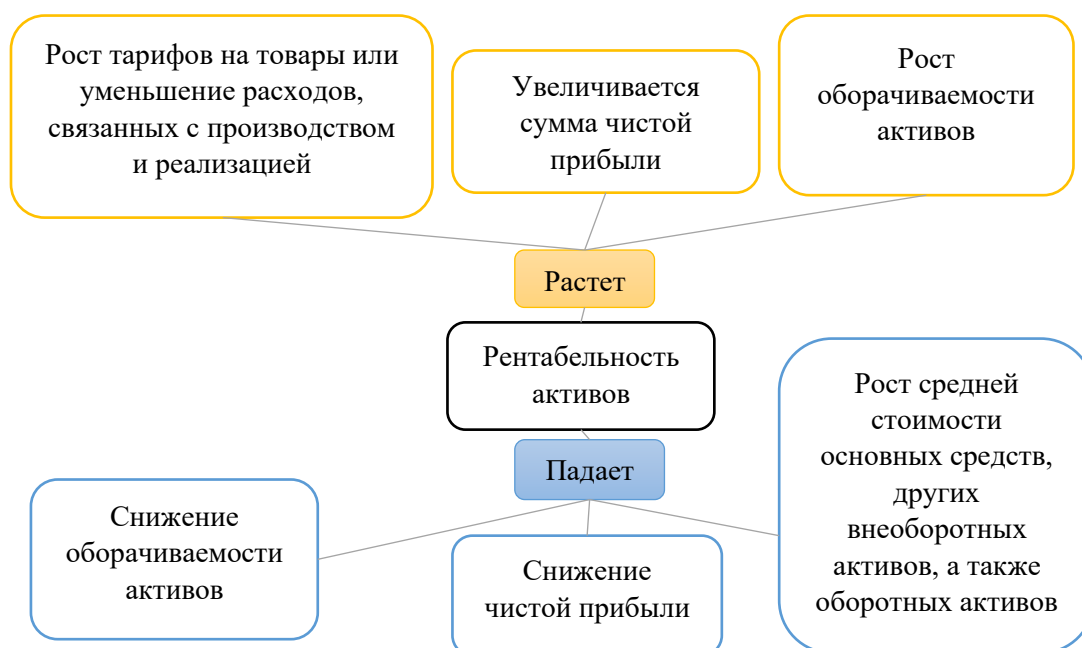 Рост тарифов на товары или
уменьшение расходов,
связанных с производством
и реализацией
Увеличивается
сумма чистой
прибыли
Рост
оборачиваемости
активов
Растет
Рентабельность
активов
Падает
Снижение
оборачиваемости
активов
Снижение
чистой прибыли
Рост средней
стоимости
основных средств,
других
внеоборотных
активов, а также
оборотных активов